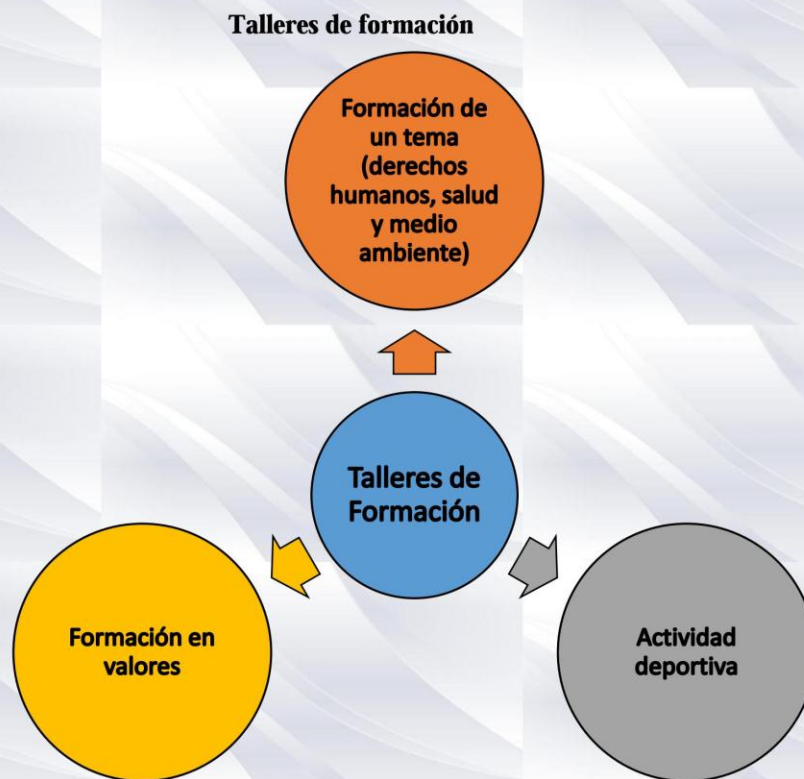 Talleres de formación
Formación de
un tema
(derechos
humanos, salud
y medio
ambiente)
Talleres de
Formación
Formación en
valores
Actividad
deportiva